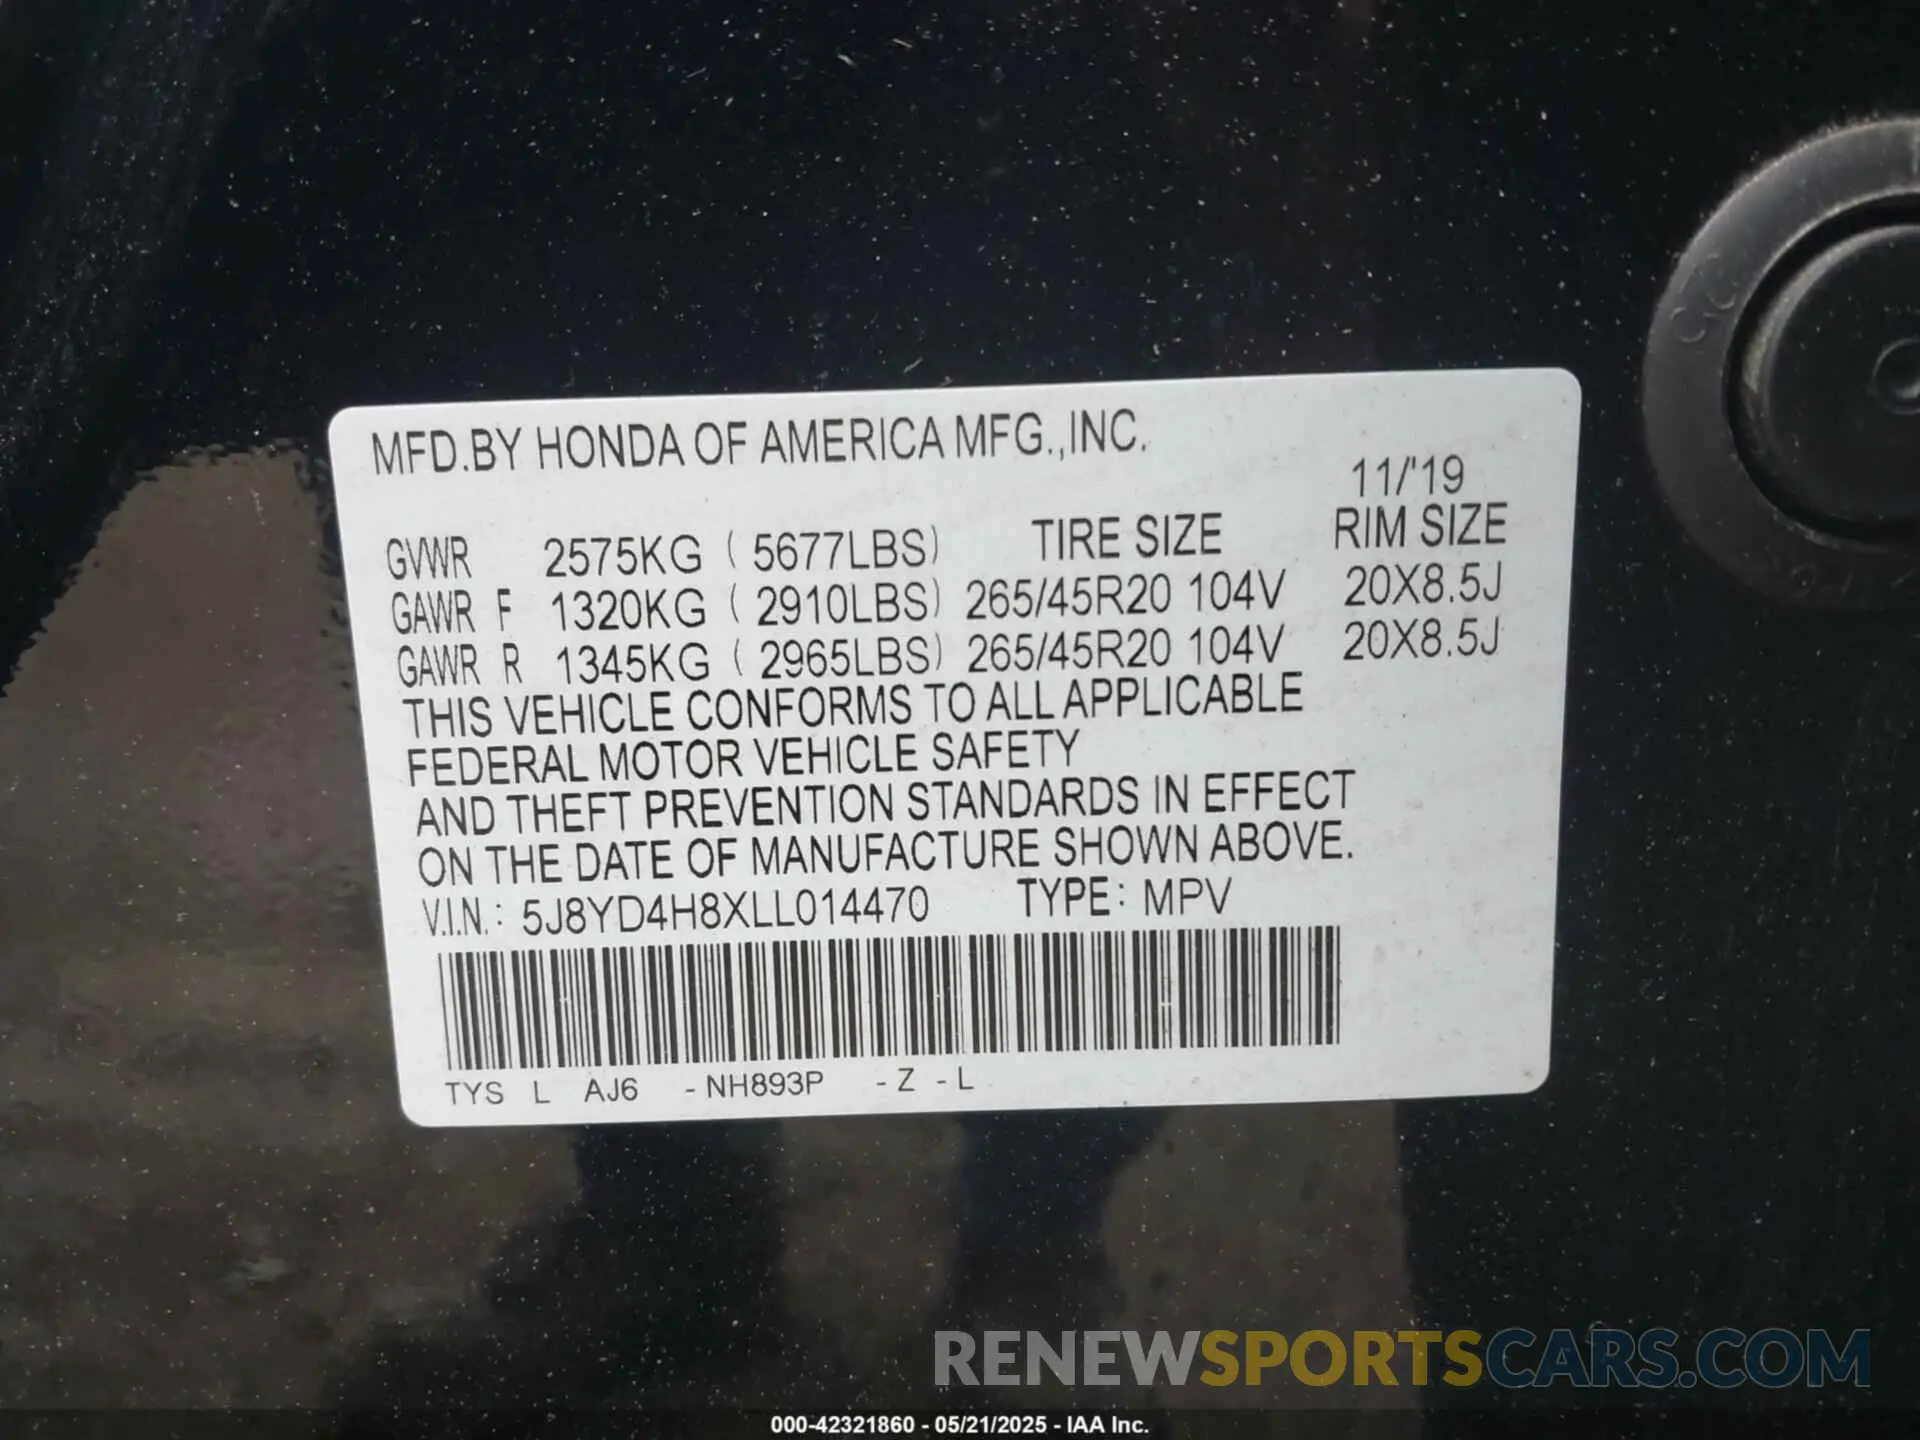 MFD.BY HONDA OF AMERICA MFG.,INC.
11/'19
GVWR 2575KG ( 5677LBS) TIRE SIZE RIM SIZE
GAWR F 1320KG ( 2910LBS) 265/45R20 104V 20X8.5J
GAWR R 1345KG ( 2965LBS) 265/45R20 104V 20X8.5J
THIS VEHICLE CONFORMS TO ALL APPLICABLE
FEDERAL MOTOR VEHICLE SAFETY
AND THEFT PREVENTION STANDARDS IN EFFECT
ON THE DATE OF MANUFACTURE SHOWN ABOVE.
V.I.N.: 5J8YD4H8XLL014470 TYPE: MPV
TYS L AJ6 -NH893P -Z -L
RENEWSPORTSCARS.COM
000-42321860 - 05/21/2025 - IAA Inc.